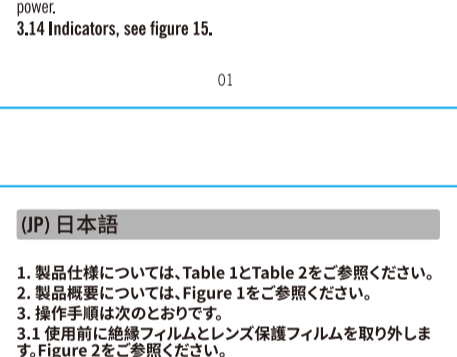 power.
3.14 Indicators, see figure 15.
01
(JP) 日本語
1. 製品仕様については、Table 1とTable 2をご参照ください。
2. 製品概要については、Figure 1をご参照ください。
3. 操作手順は次のとおりです。
3.1 使用前に絶縁フィルムとレンズ保護フィルムを取り外しま
す。Figure 2をご参照ください。